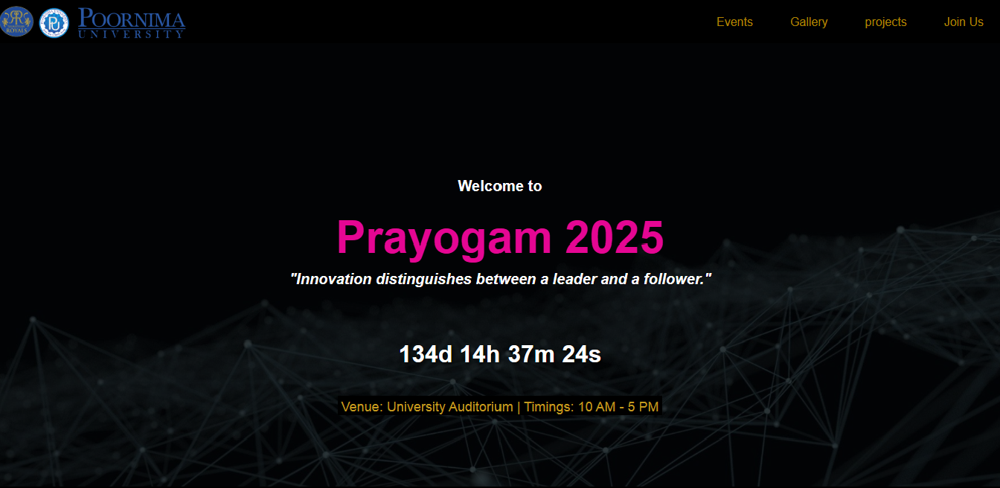 POORNIMA
UNIVERSITY
ROYALS
PU
Events
Gallery
projects
Join Us
Welcome to
Prayogam 2025
"Innovation distinguishes between a leader and a follower."
134d 14h 37m 24s
Venue: University Auditorium | Timings: 10 AM - 5 PM